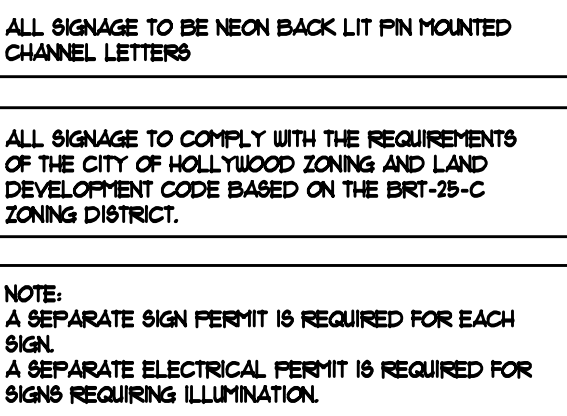 ALL SIGNAGE TO BE NEON BACK LIT PIN MOUNTED
CHANNEL LETTERS
ALL SIGNAGE TO COMPLY WITH THE REQUIREMENTS
OF THE CITY OF HOLLYWOOD ZONING AND LAND
DEVELOPMENT CODE BASED ON THE BRT-25-C
ZONING DISTRICT.
NOTE:
A SEPARATE SIGN PERMIT IS REQUIRED FOR EACH
SIGN.
A SEPARATE ELECTRICAL PERMIT IS REQUIRED FOR
SIGNS REQUIRING ILLUMINATION.